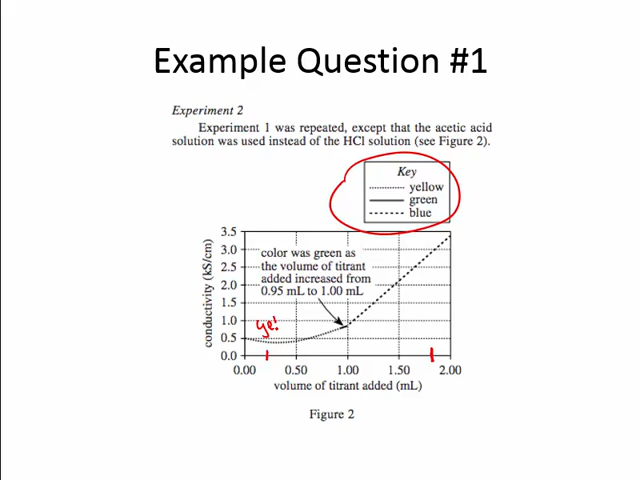 Example Question #1
Experiment 2
Experiment 1 was repeated, except that the acetic acid
solution was used instead of the HCl solution (see Figure 2).
Key
yellow
green
blue
3.5
3.0
2.5
2.0
1.5
1.0
0.5
0.0
conductivity (kS/cm)
color was green as
the volume of titrant
added increased from
0.95 mL to 1.00 mL
0.00 0.50 1.00 1.50 2.00
volume of titrant added (mL)
Figure 2